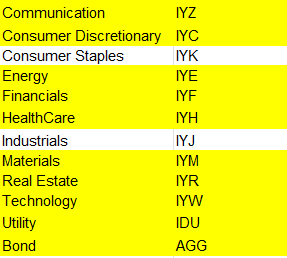 Communication IYZ
Consumer Discretionary IYC
Consumer Staples IYK
Energy IYE
Financials IYF
HealthCare IYH
Industrials IYJ
Materials IYM
Real Estate IYR
Technology IYW
Utility IDU
Bond AGG